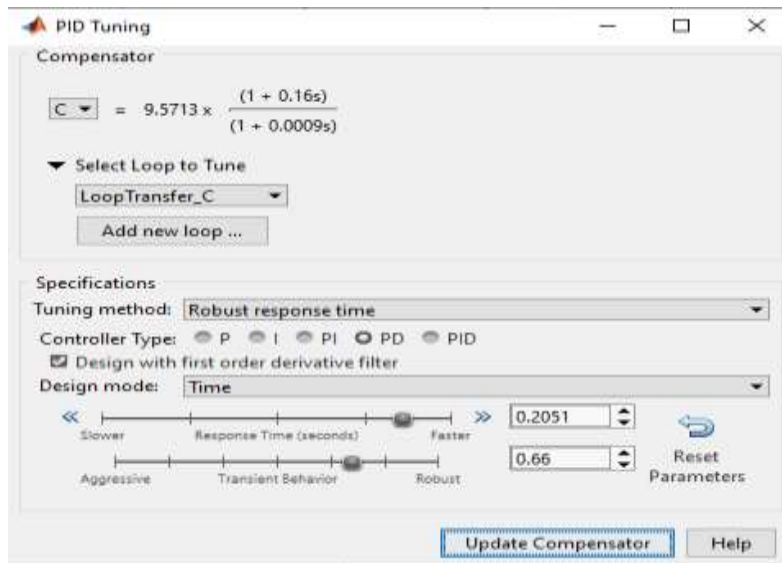 PID Tuning
Compensator
C = 9.5713 x (1 + 0.16s)
(1 + 0.0009s)
Select Loop to Tune
LoopTransfer_C
Add new loop ...
Specifications
Tuning method: Robust response time
Controller Type: P I PI PD PID
Design with first order derivative filter
Design mode: Time
Slower Response Time (seconds) Faster 0.2051
Aggressive Transient Behavior Robust 0.66
Reset
Parameters
Update Compensator Help